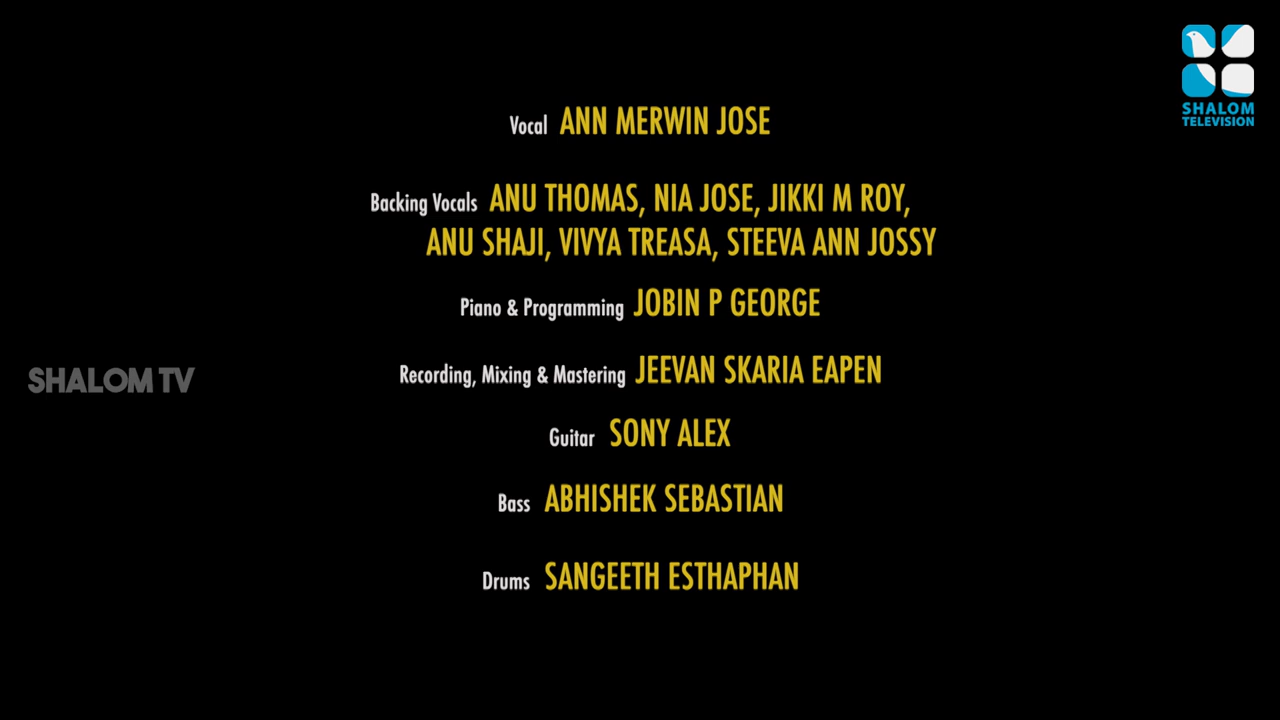 SHALOM
TELEVISION
Vocal ANN MERWIN JOSE
Backing Vocals ANU THOMAS, NIA JOSE, JIKKI M ROY,
ANU SHAJI, VIVYA TREASA, STEEVA ANN JOSSY
Piano & Programming JOBIN P GEORGE
SHALOM TV
Recording, Mixing & Mastering JEEVAN SKARIA EAPEN
Guitar SONY ALEX
Bass ABHISHEK SEBASTIAN
Drums SANGEETH ESTHAPHAN